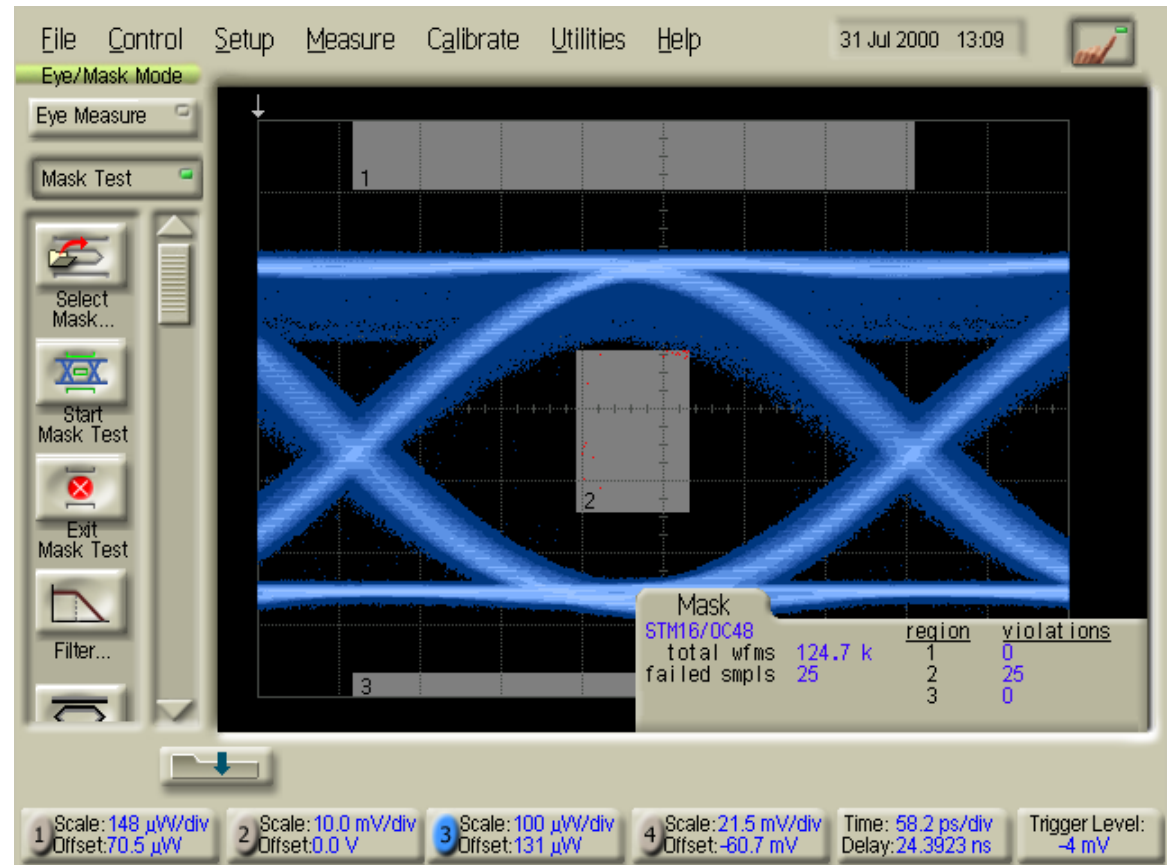 File Control Setup Measure Calibrate Utilities Help 31 Jul 2000 13:09
Eye/Mask Mode
Eye Measure
Mask Test
Select
Mask...
Start
Mask Test
Exit
Mask Test
Filter...
1
2
3
Mask
STM16/OC48
region violations
total wfms 124.7 k 1 0
failed smpls 25 2 25
3 0
1 Scale: 148 µW/div
Offset: 70.5 µW
2 Scale: 10.0 mV/div
Offset: 0.0 V
3 Scale: 100 µW/div
Offset: 131 µW
4 Scale: 21.5 mV/div
Offset: -60.7 mV
Time: 58.2 ps/div
Delay: 24.3923 ns
Trigger Level:
-4 mV